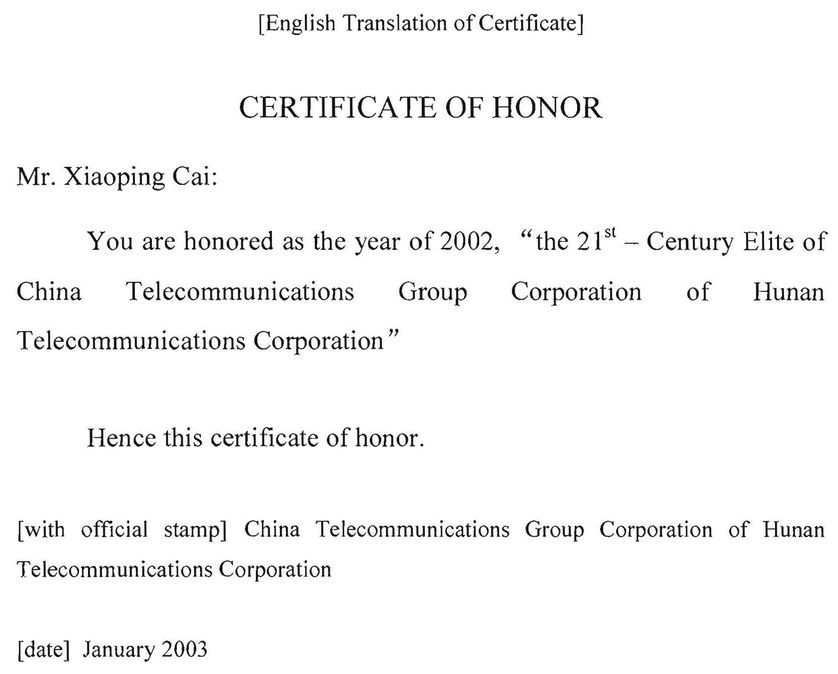 [English Translation of Certificate]
CERTIFICATE OF HONOR
Mr. Xiaoping Cai:
You are honored as the year of 2002, “the 21st – Century Elite of
China Telecommunications Group Corporation of Hunan
Telecommunications Corporation”
Hence this certificate of honor.
[with official stamp] China Telecommunications Group Corporation of Hunan
Telecommunications Corporation
[date] January 2003